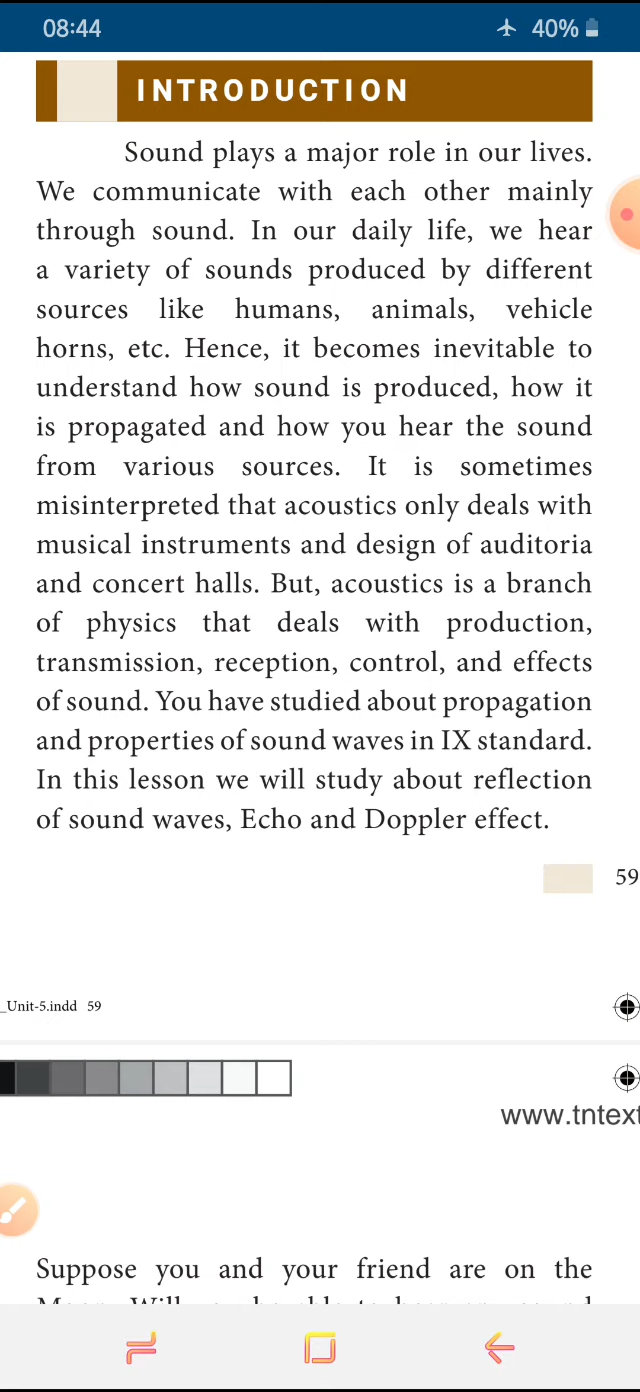 08:44
40%
INTRODUCTION
Sound plays a major role in our lives.
We communicate with each other mainly
through sound. In our daily life, we hear
a variety of sounds produced by different
sources like humans, animals, vehicle
horns, etc. Hence, it becomes inevitable to
understand how sound is produced, how it
is propagated and how you hear the sound
from various sources. It is sometimes
misinterpreted that acoustics only deals with
musical instruments and design of auditoria
and concert halls. But, acoustics is a branch
of physics that deals with production,
transmission, reception, control, and effects
of sound. You have studied about propagation
and properties of sound waves in IX standard.
In this lesson we will study about reflection
of sound waves, Echo and Doppler effect.
59
_Unit-5.indd 59
www.tntext
Suppose you and your friend are on the